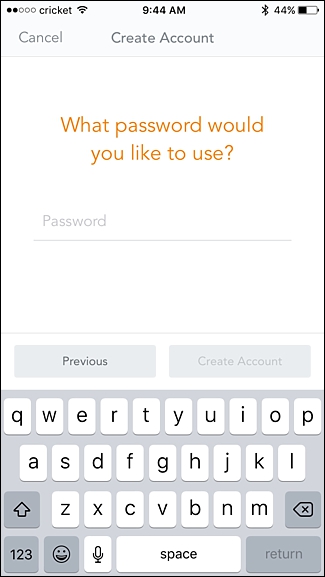 cricket 9:44 AM 44%
Cancel Create Account
What password would
you like to use?
Password
Previous Create Account
q w e r t y u i o p
a s d f g h j k l
z x c v b n m
123 space return